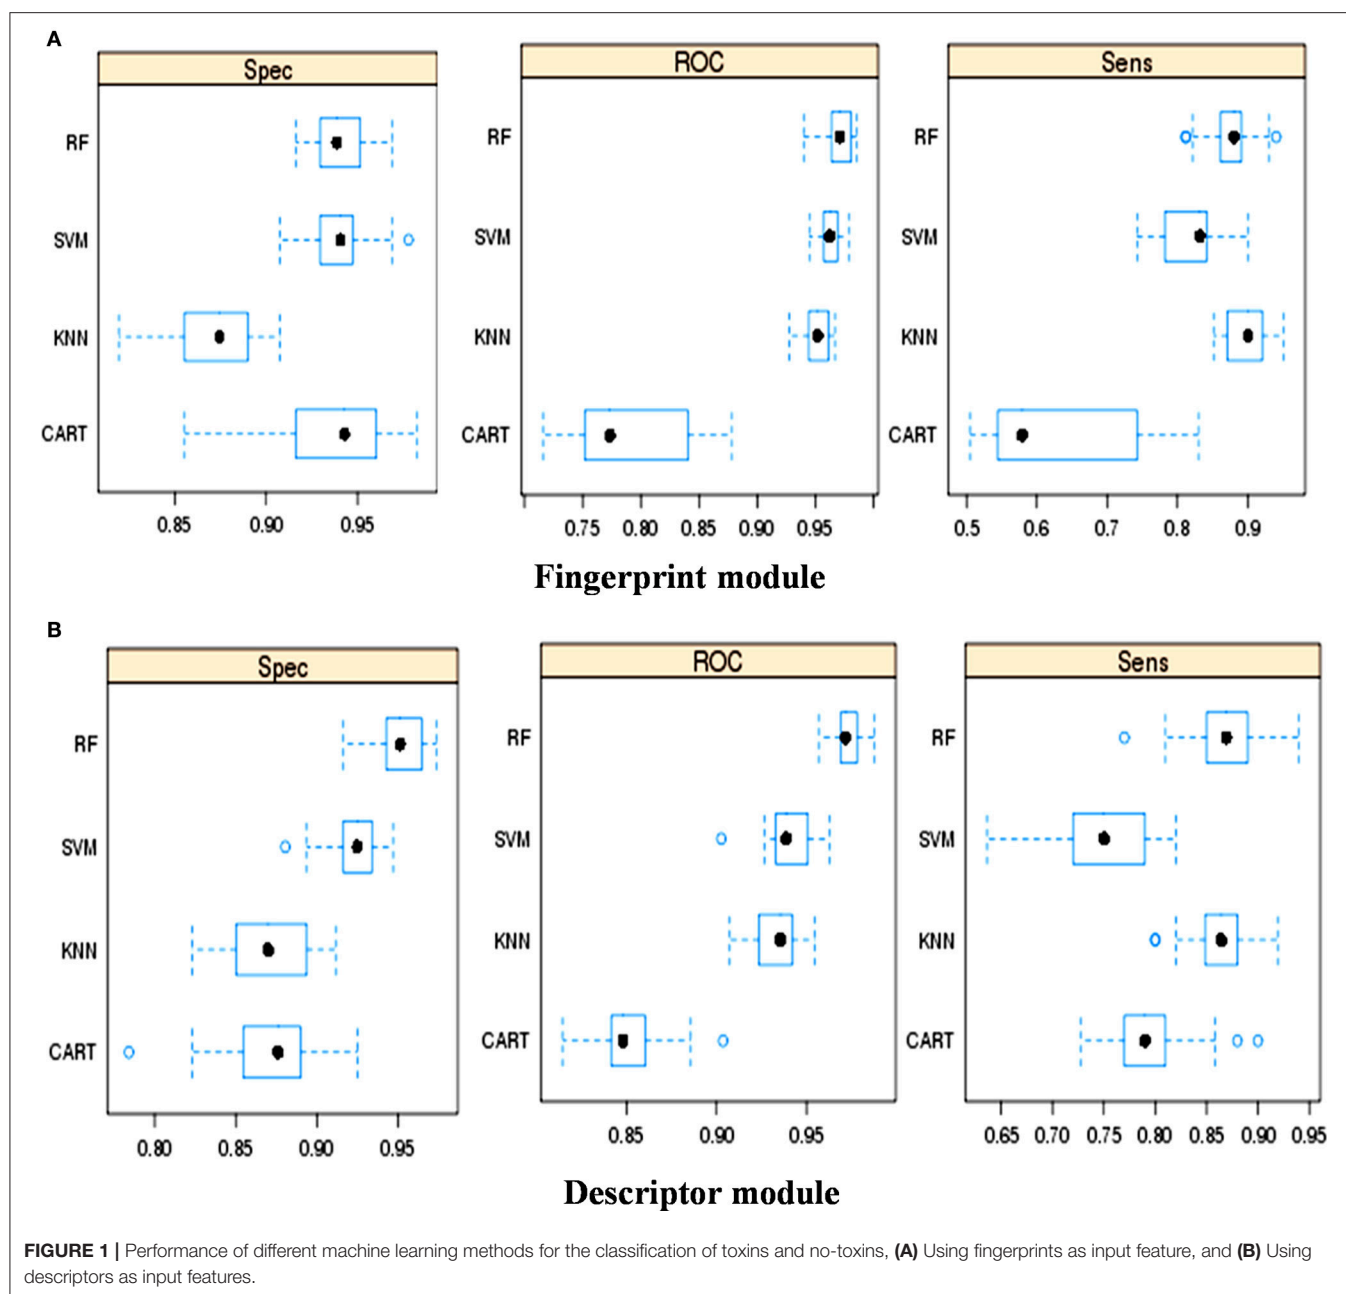 A
Spec
ROC
Sens
RF
SVM
KNN
CART
0.85 0.90 0.95
RF
SVM
KNN
CART
0.75 0.80 0.85 0.90 0.95
RF
SVM
KNN
CART
0.5 0.6 0.7 0.8 0.9
Fingerprint module
B
Spec
ROC
Sens
RF
SVM
KNN
CART
0.80 0.85 0.90 0.95
RF
SVM
KNN
CART
0.85 0.90 0.95
RF
SVM
KNN
CART
0.65 0.70 0.75 0.80 0.85 0.90 0.95
Descriptor module
FIGURE 1 | Performance of different machine learning methods for the classification of toxins and no-toxins, (A) Using fingerprints as input feature, and (B) Using
descriptors as input features.